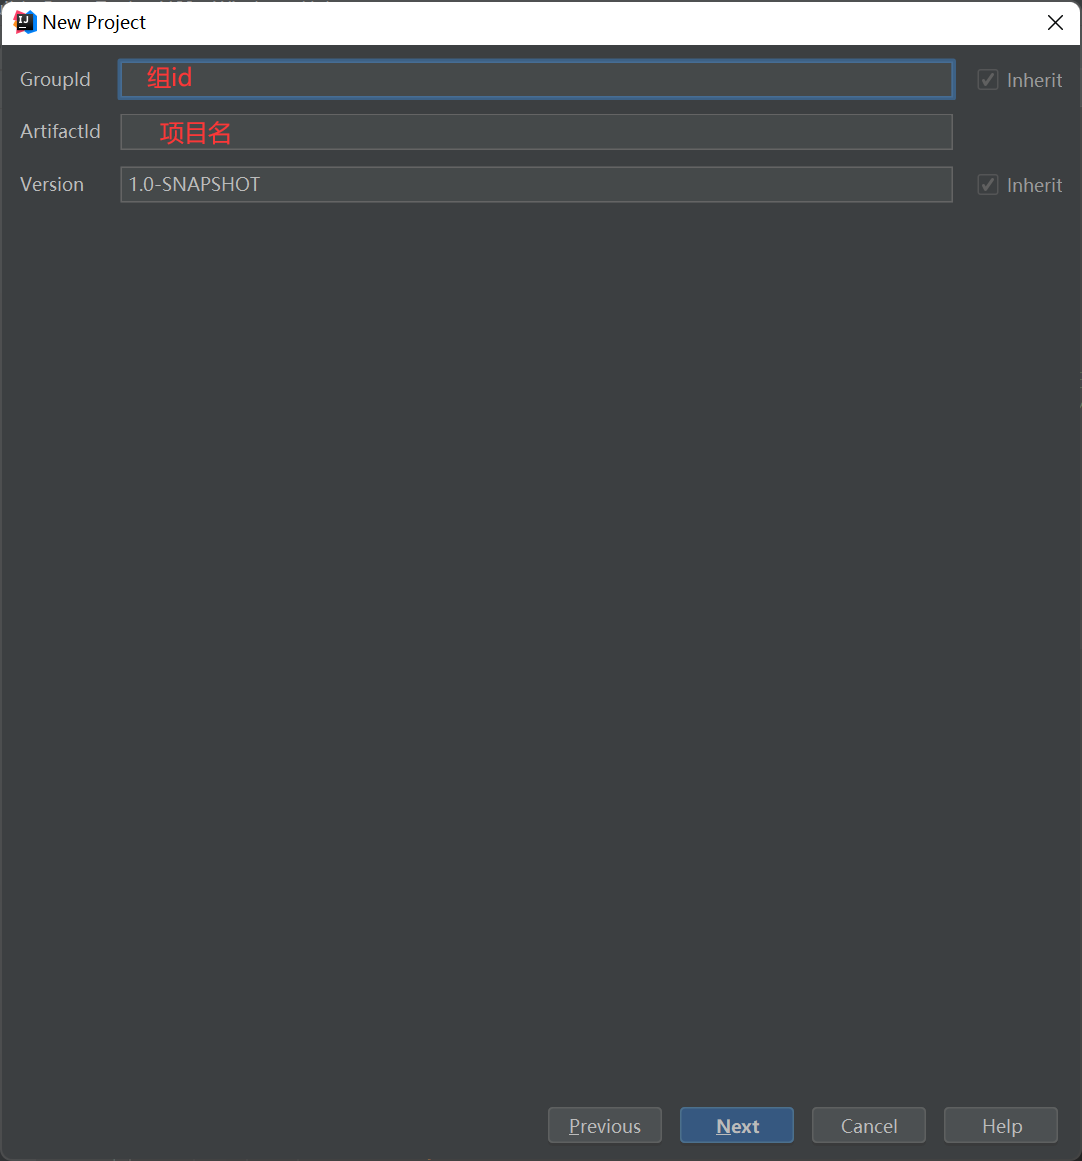 New Project
GroupId 组id Inherit
ArtifactId 项目名
Version 1.0-SNAPSHOT Inherit
Previous Next Cancel Help